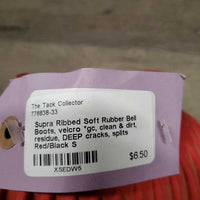 The Tack Collector
776838-33
Supra Ribbed Soft Rubber Bell
Boots, velcro *gc, clean & dirt,
residue, DEEP cracks, splits
Red/Black S
$6.50
XSEDW5